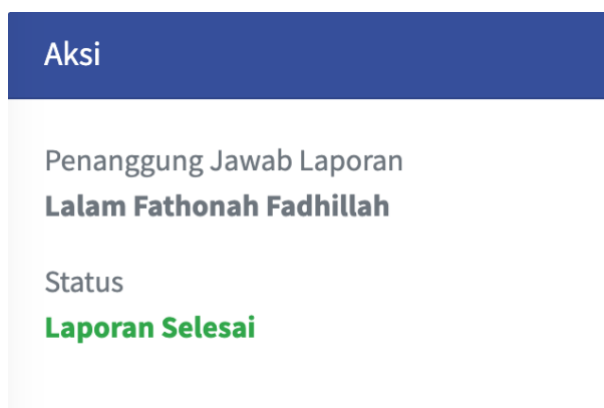 Aksi
Penanggung Jawab Laporan
Lalam Fathonah Fadhillah
Status
Laporan Selesai